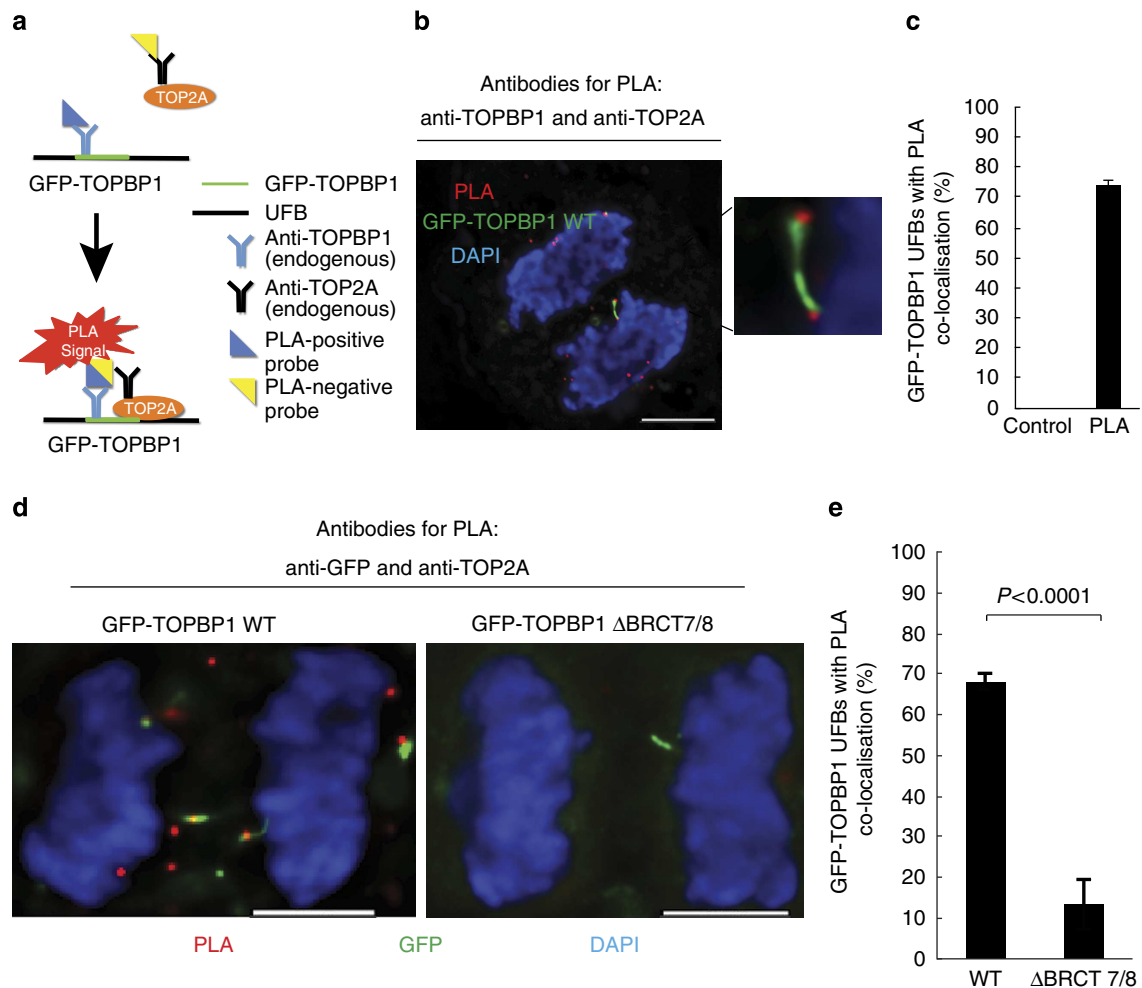 a
TOP2A
GFP-TOPBP1
GFP-TOPBP1
UFB
Anti-TOPBP1
(endogenous)
Anti-TOP2A
(endogenous)
PLA-positive
probe
PLA-negative
probe
PLA
Signal
TOP2A
GFP-TOPBP1
b
Antibodies for PLA:
anti-TOPBP1 and anti-TOP2A
PLA
GFP-TOPBP1 WT
DAPI
c
GFP-TOPBP1 UFBs with PLA
co-localisation (%)
100
90
80
70
60
50
40
30
20
10
0
Control PLA
d
Antibodies for PLA:
anti-GFP and anti-TOP2A
GFP-TOPBP1 WT
GFP-TOPBP1 ΔBRCT7/8
PLA GFP DAPI
e
GFP-TOPBP1 UFBs with PLA
co-localisation (%)
100
90
80
70
60
50
40
30
20
10
0
P<0.0001
WT ΔBRCT 7/8